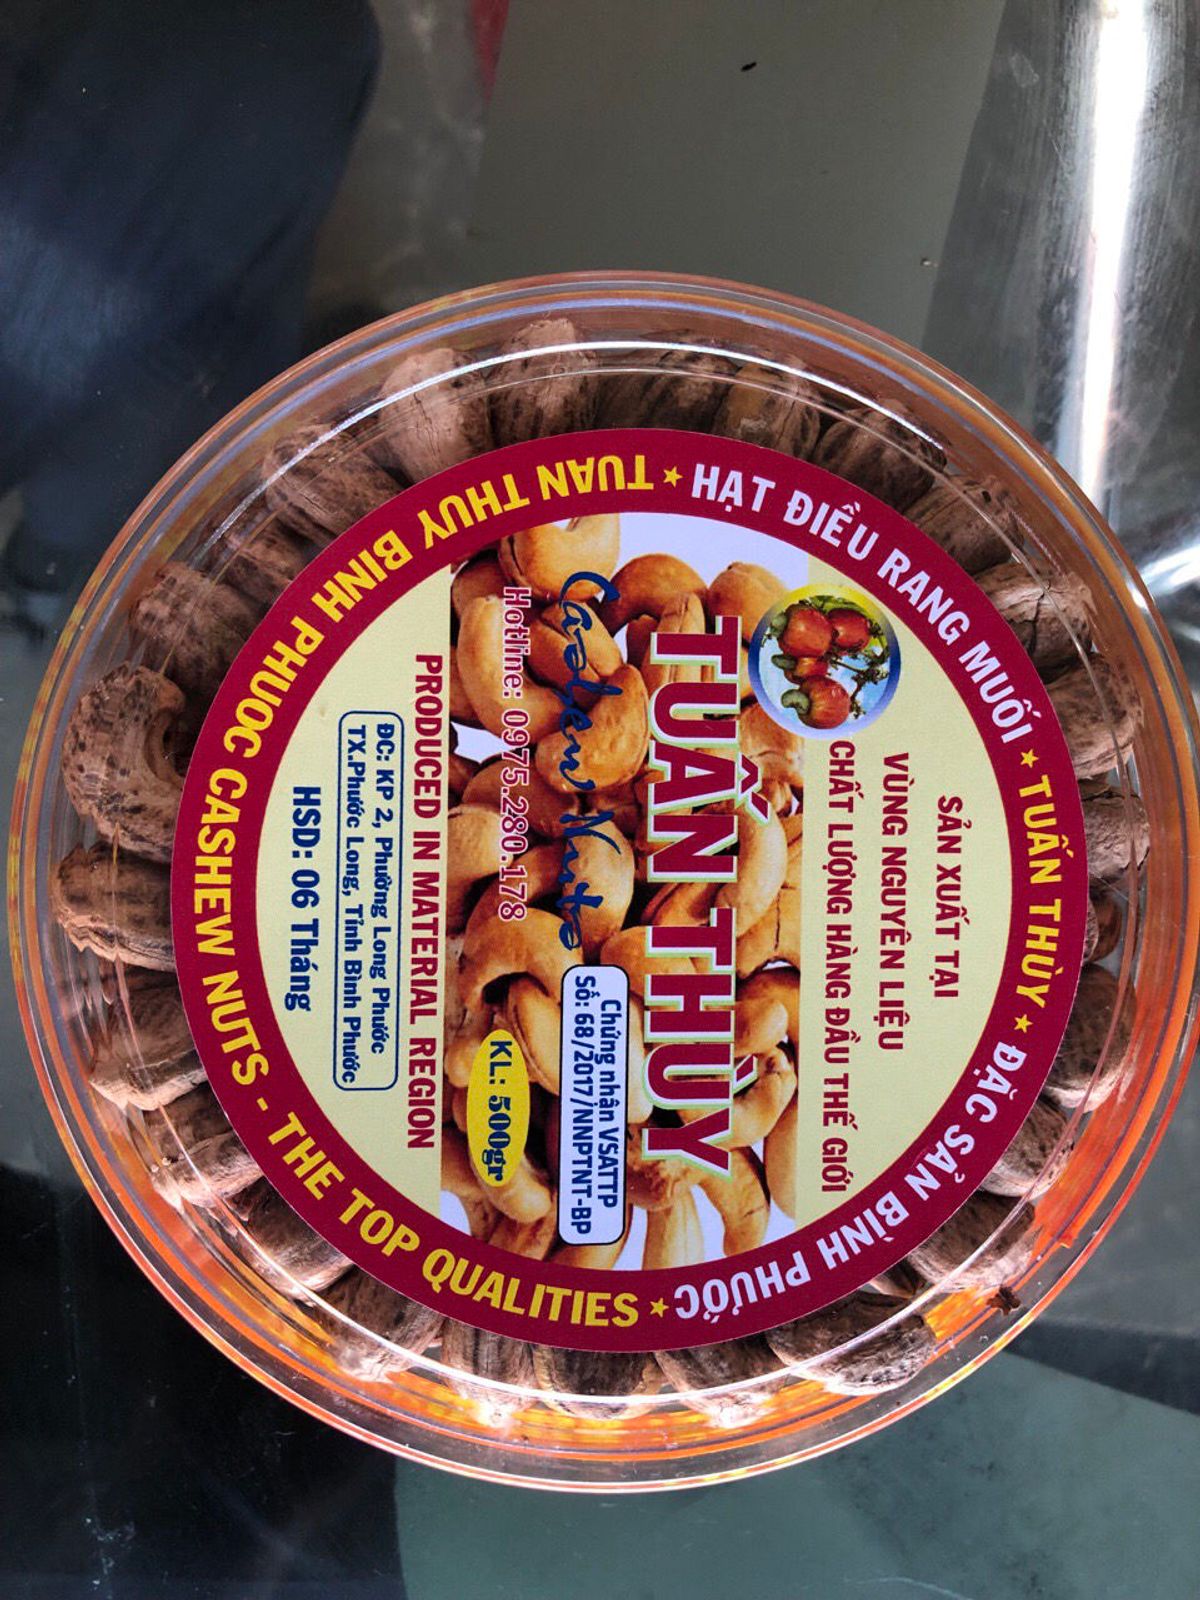 HẠT ĐIỀU RANG MUỐI ★ TUẤN THÙY ★ ĐẶC SẢN BÌNH PHƯỚC ★
SẢN XUẤT TẠI
VÙNG NGUYÊN LIỆU
CHẤT LƯỢNG HÀNG ĐẦU THẾ GIỚI
TUẤN THÙY
Cashew Nuts
Chứng nhận VSATTP
Số: 68/2017/NNPTNT-BP
Hotline: 0975.280.178
KL: 500gr
PRODUCED IN MATERIAL REGION
ĐC: KP 2, Phường Long Phước
TX.Phước Long, Tỉnh Bình Phước
HSD: 06 Tháng
TUAN THUY BINH PHUOC CASHEW NUTS - THE TOP QUALITIES ★